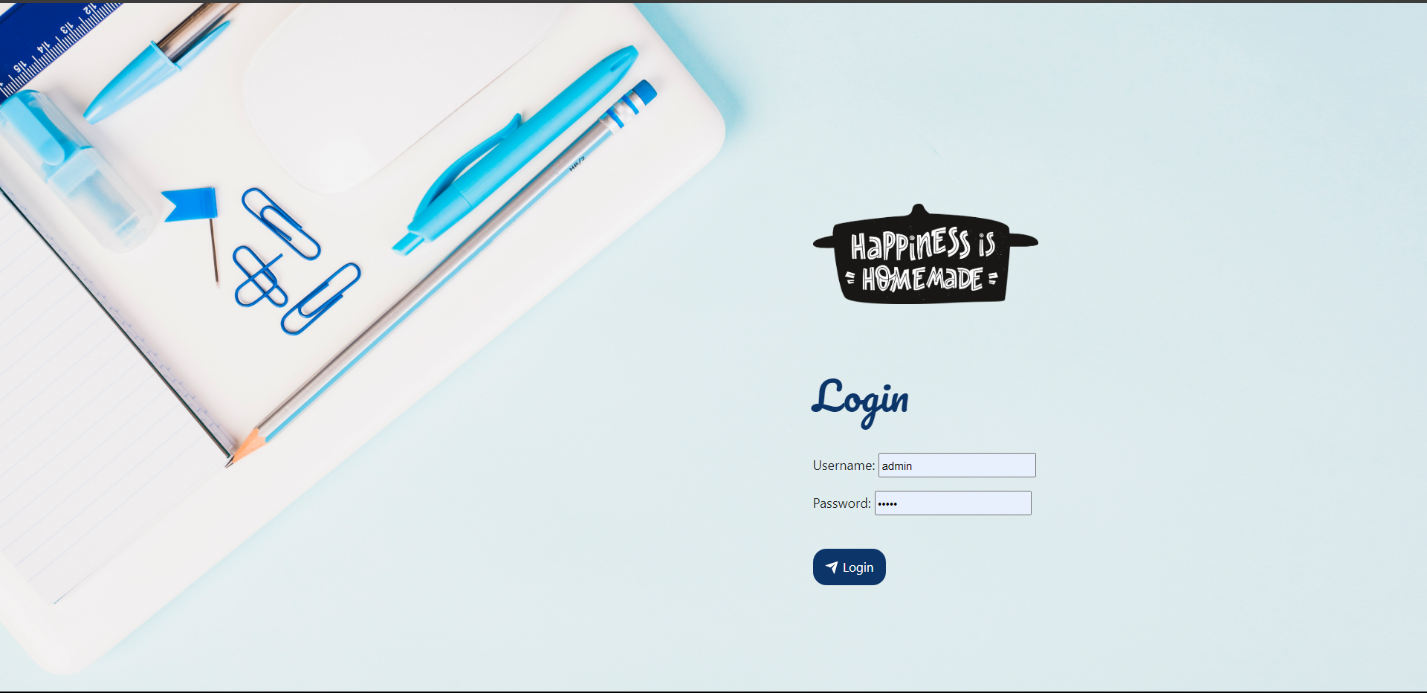 Happiness is
Homemade
Login
Username: admin
Password: •••••
Login